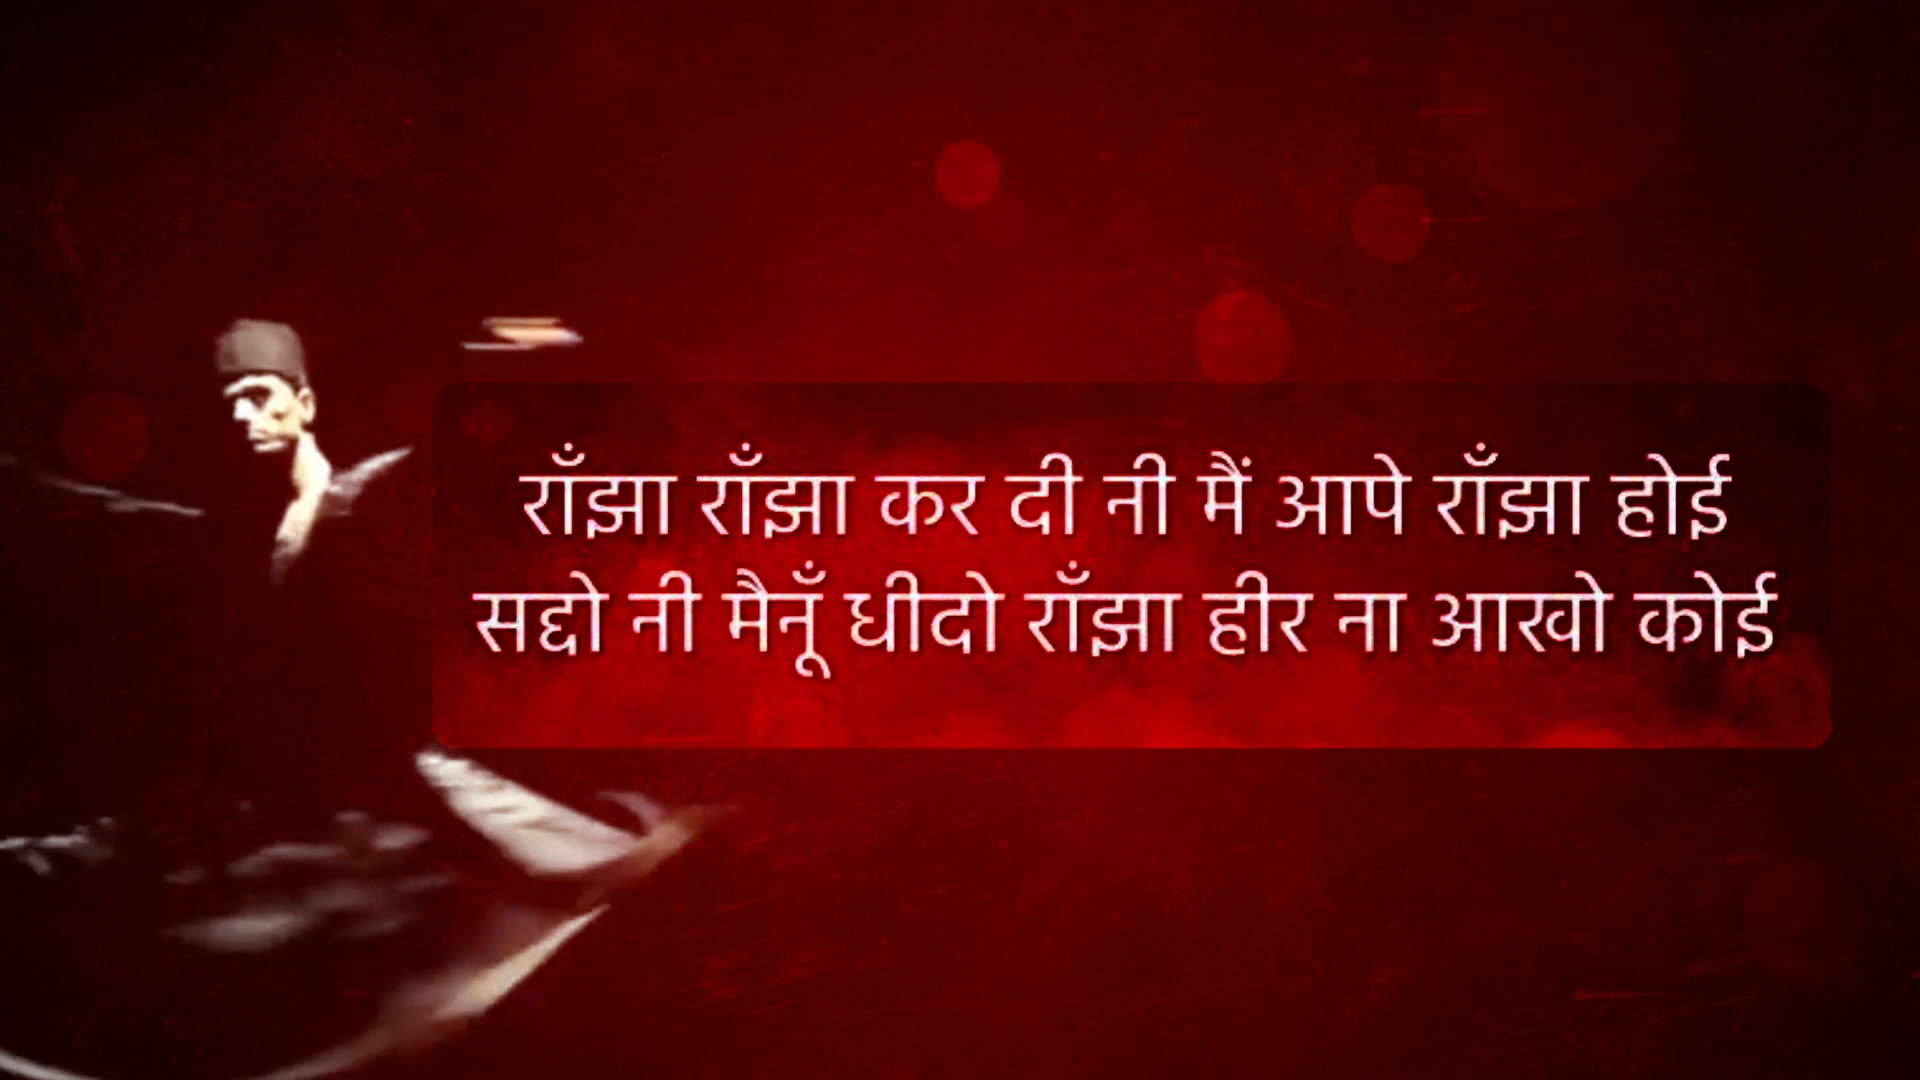 राँझा राँझा कर दी नी मैं आपे राँझा होई
सद्दो नी मैनूँ धीदो राँझा हीर ना आखो कोई